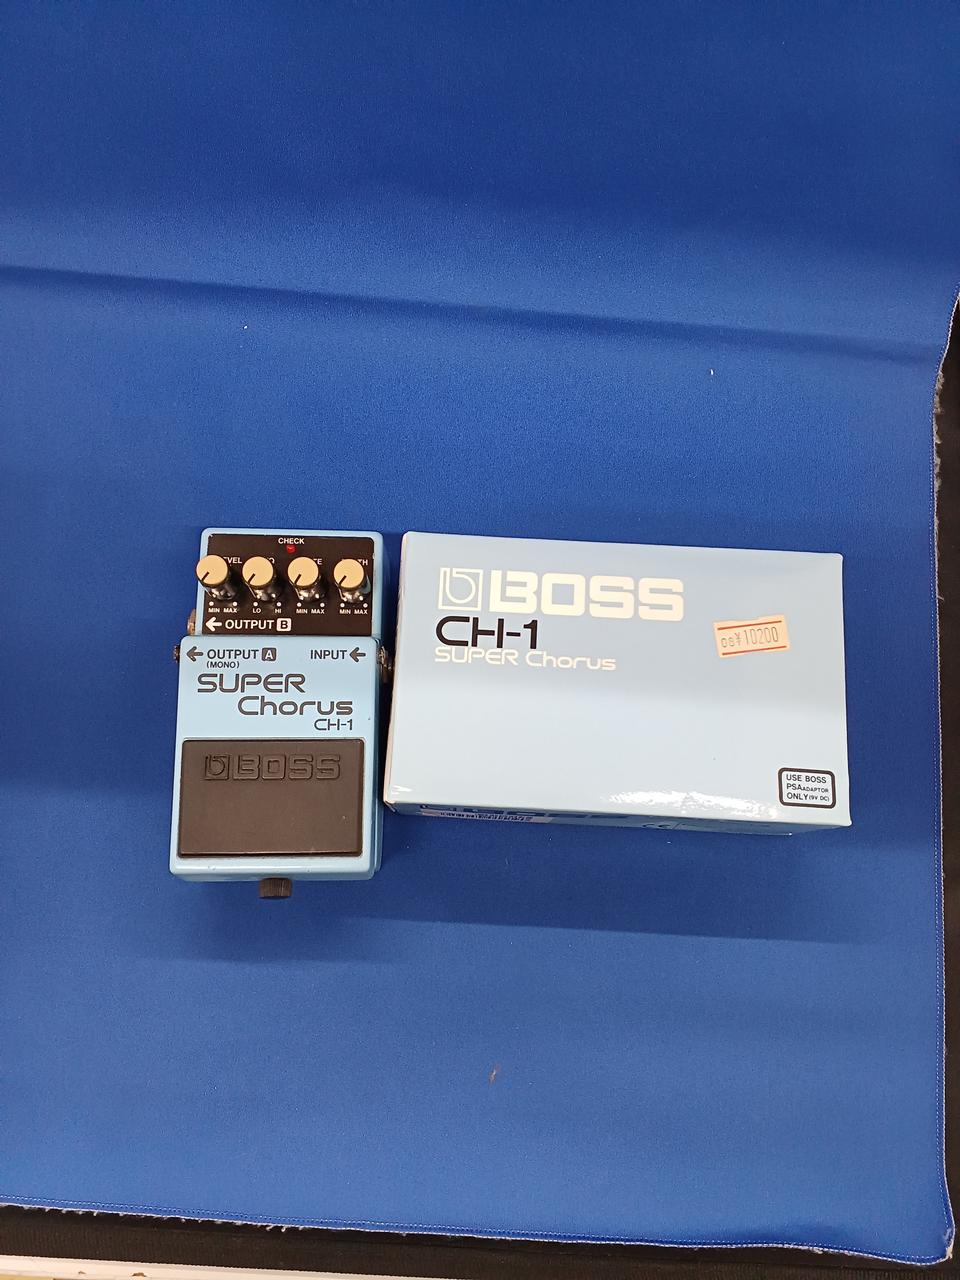 CHECK
MIN MAX LO HI MIN MAX MIN MAX
OUTPUT B
OUTPUT A INPUT
(MONO)
SUPER
Chorus
CH-1
BOSS
BOSS
CH-1
SUPER Chorus
¥10200
USE BOSS
PSA ADAPTOR
ONLY (9V DC)